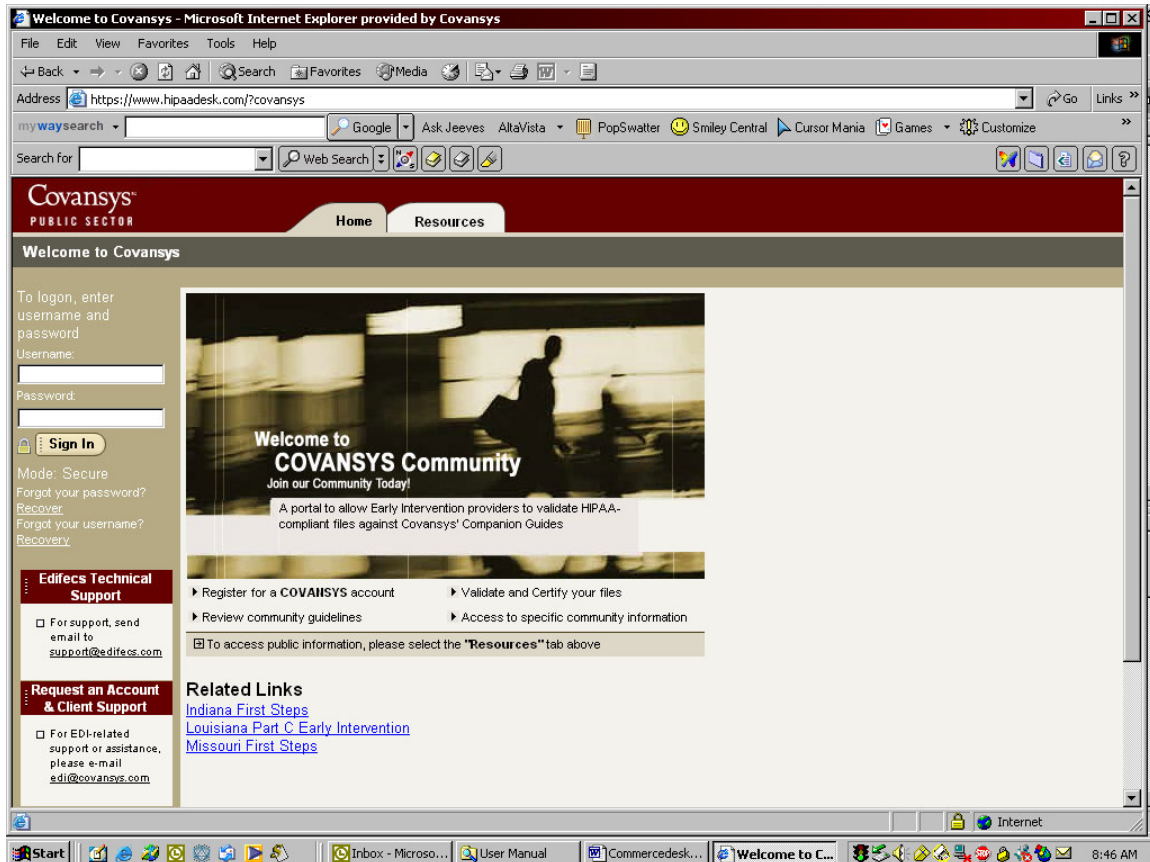 Welcome to Covansys - Microsoft Internet Explorer provided by Covansys
File Edit View Favorites Tools Help
Back Search Favorites Media
Address https://www.hipaadesk.com/?covansys Go Links »
mywaysearch Google Ask Jeeves AltaVista PopSwatter Smiley Central Cursor Mania Games Customize »
Search for Web Search
Covansys
PUBLIC SECTOR
Home Resources
Welcome to Covansys
To logon, enter
username and
password
Username:
Password:
Sign In
Mode: Secure
Forgot your password?
Recover
Forgot your username?
Recovery
Edifecs Technical
Support
For support, send
email to
support@edifecs.com
Request an Account
& Client Support
For EDI-related
support or assistance,
please e-mail
edi@covansys.com
Welcome to
COVANSYS Community
Join our Community Today!
A portal to allow Early Intervention providers to validate HIPAA-
compliant files against Covansys' Companion Guides
Register for a COVANSYS account
Validate and Certify your files
Review community guidelines
Access to specific community information
To access public information, please select the "Resources" tab above
Related Links
Indiana First Steps
Louisiana Part C Early Intervention
Missouri First Steps
Internet
Start Inbox - Microso... User Manual Commercedesk... Welcome to C... 8:46 AM